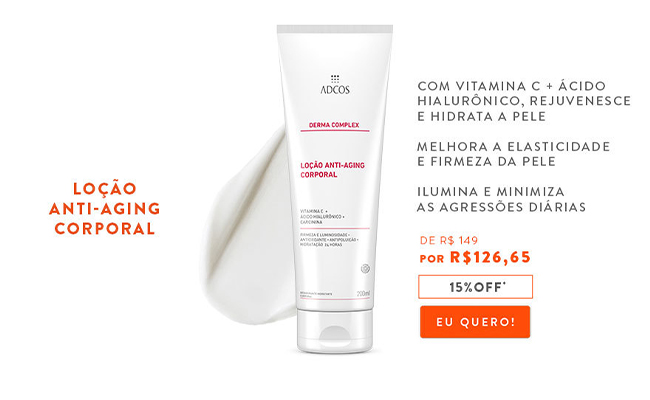 LOÇÃO
ANTI-AGING
CORPORAL
ADCOS
DERMA COMPLEX
LOÇÃO ANTI-AGING
CORPORAL
VITAMINA C +
ÁCIDO HIALURÔNICO +
GARCINIA
FIRMEZA E LUMINOSIDADE •
ANTIOXIDANTE • ANTIPOLUIÇÃO •
HIDRATAÇÃO 24 HORAS
200ml
COM VITAMINA C + ÁCIDO
HIALURÔNICO, REJUVENESCE
E HIDRATA A PELE
MELHORA A ELASTICIDADE
E FIRMEZA DA PELE
ILUMINA E MINIMIZA
AS AGRESSÕES DIÁRIAS
DE R$ 149
POR R$126,65
15%OFF*
EU QUERO!